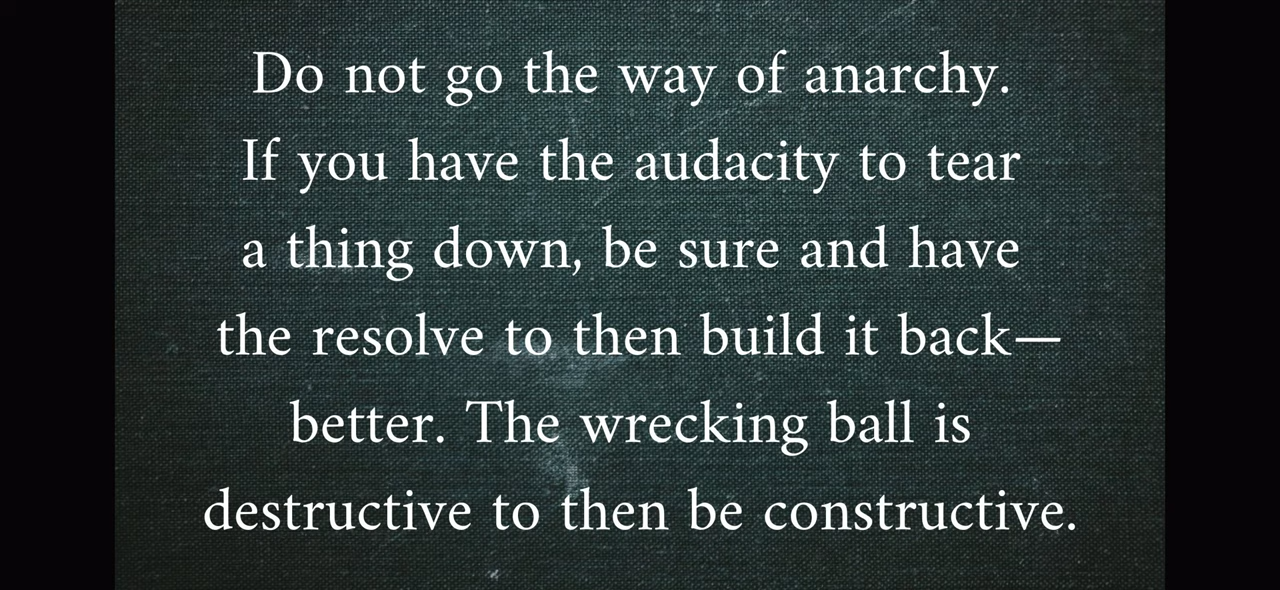 Do not go the way of anarchy.
If you have the audacity to tear
a thing down, be sure and have
the resolve to then build it back—
better. The wrecking ball is
destructive to then be constructive.